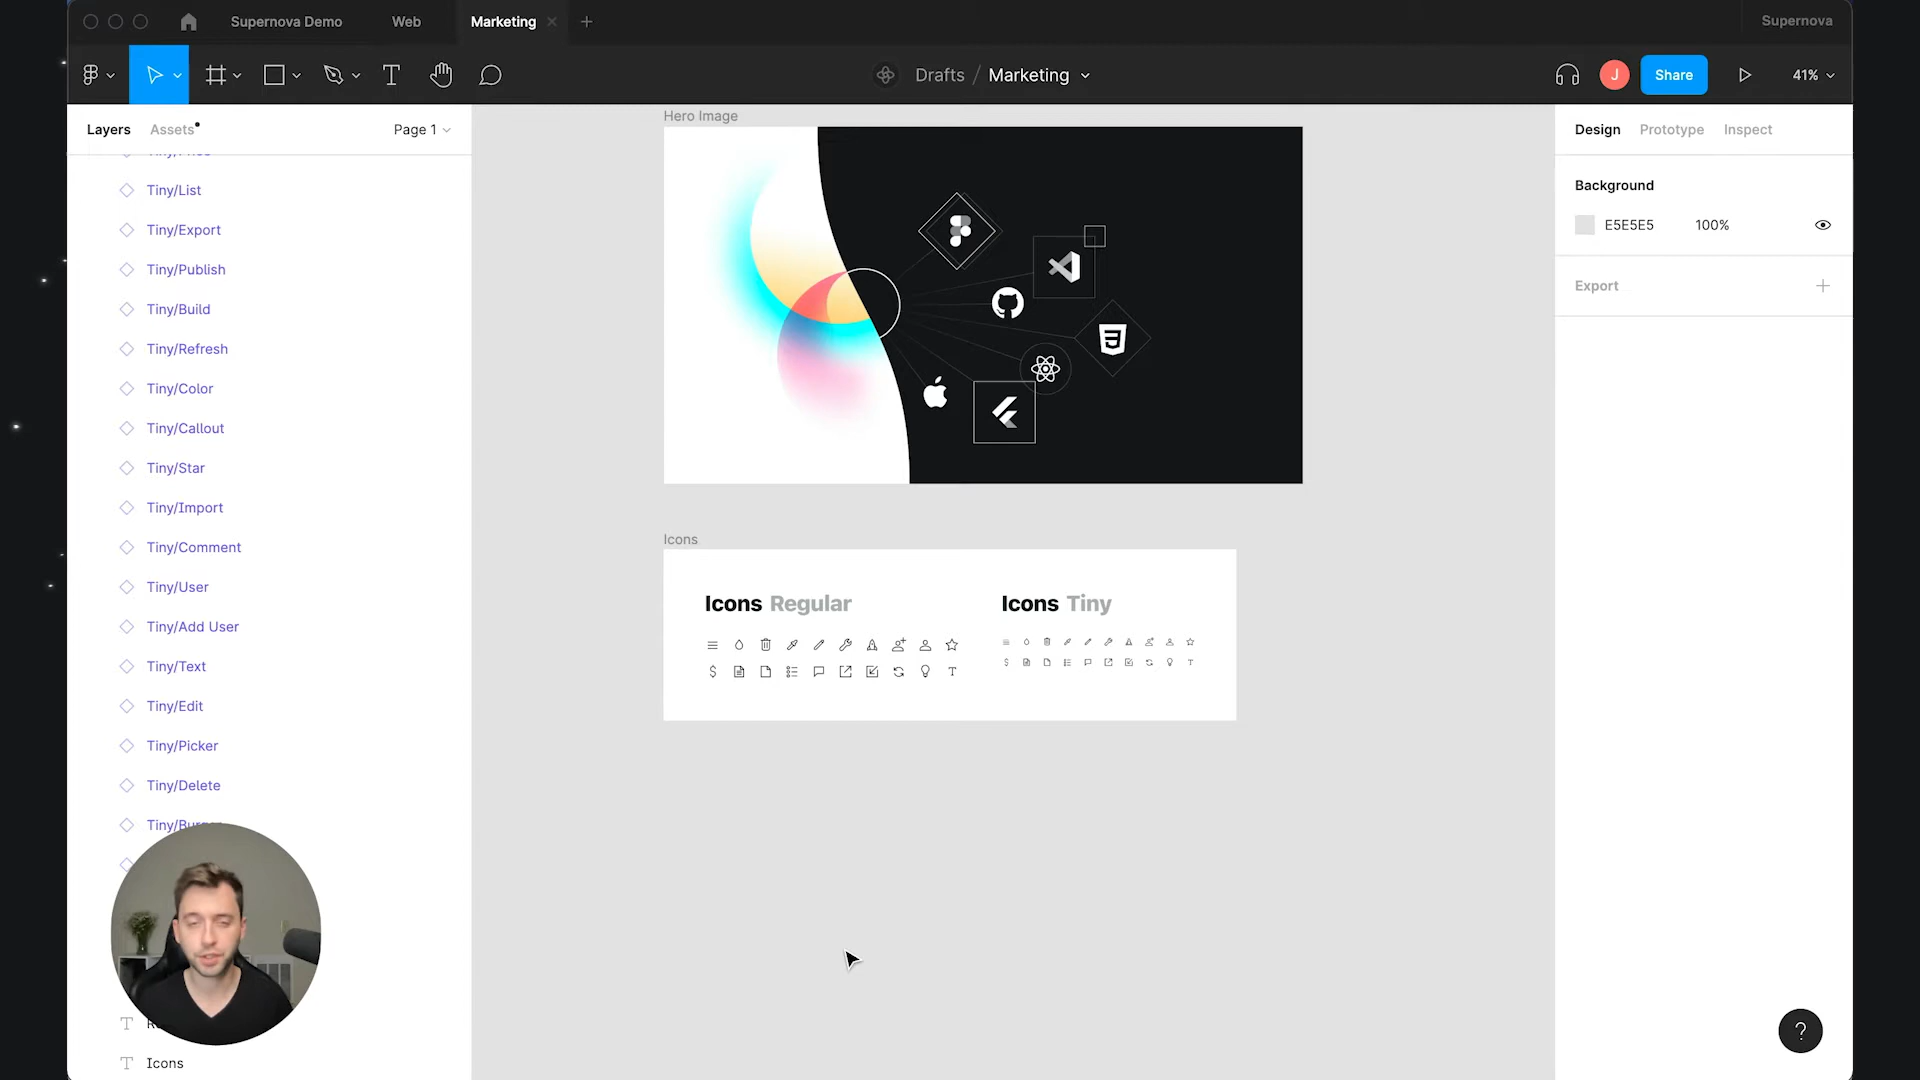 Supernova Demo
Web
Marketing
Supernova
Drafts / Marketing
J
Share
41%
Layers
Assets
Page 1
Tiny/List
Tiny/Export
Tiny/Publish
Tiny/Build
Tiny/Refresh
Tiny/Color
Tiny/Callout
Tiny/Star
Tiny/Import
Tiny/Comment
Tiny/User
Tiny/Add User
Tiny/Text
Tiny/Edit
Tiny/Picker
Tiny/Delete
Icons
Hero Image
Icons
Icons Regular
Icons Tiny
Design
Prototype
Inspect
Background
E5E5E5
100%
Export
?